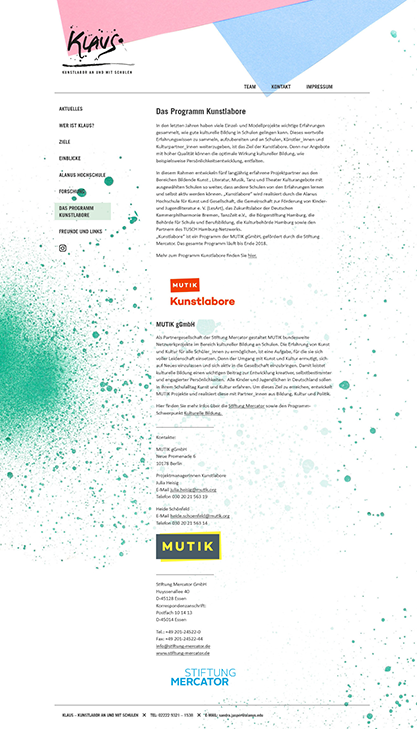 KLAUS
KUNSTLABOR AN UND MIT SCHULEN
TEAM
KONTAKT
IMPRESSUM
AKTUELLES
WER IST KLAUS?
ZIELE
EINBLICKE
ALANUS HOCHSCHULE
FORSCHUNG
DAS PROGRAMM
KUNSTLABORE
FREUNDE UND LINKS
Das Programm Kunstlabore
In den letzten Jahren haben viele Einzel- und Modellprojekte wichtige Erfahrungen
gesammelt, wie gute kulturelle Bildung in Schulen gelingen kann. Dieses wertvolle
Erfahrungswissen zu sammeln, aufzubereiten und an Schulen, Künstler_innen und
Kulturpartner_innen weiterzugeben, ist das Ziel der Kunstlabore. Denn nur Angebote
mit hoher Qualität können die optimale Wirkung kultureller Bildung, wie
beispielsweise Persönlichkeitsentwicklung, entfalten.
In diesem Rahmen entwickeln fünf langjährig erfahrene Projektpartner aus den
Bereichen Bildende Kunst, Literatur, Musik, Tanz und Theater Kulturangebote mit
ausgewählten Schulen so weiter, dass andere Schulen von den Erfahrungen lernen
und selbst aktiv werden können. „Kunstlabore" wird realisiert durch die Alanus
Hochschule für Kunst und Gesellschaft, die Gemeinschaft zur Förderung von Kinder-
und Jugendliteratur e. V. (LesArt), das Zukunftslabor der Deutschen
Kammerphilharmonie Bremen, TanzZeit e.V., die Bürgerstiftung Hamburg, die
Behörde für Schule und Berufsbildung, die Kulturbehörde Hamburg sowie den
Partnern des TUSCH Hamburg-Netzwerks.
„Kunstlabore" ist ein Programm der MUTIK gGmbH, gefördert durch die Stiftung
Mercator. Das gesamte Programm läuft bis Ende 2018.
Mehr zum Programm Kunstlabore finden Sie hier.
MUTIK
Kunstlabore
MUTIK gGmbH
Als Partnergesellschaft der Stiftung Mercator gestaltet MUTIK bundesweite
Netzwerkprojekte im Bereich kultureller Bildung an Schulen. Die Erfahrung von Kunst
und Kultur für alle Schüler_innen zu ermöglichen, ist eine Aufgabe, für die sie sich
voller Leidenschaft einsetzen. Denn der Umgang mit Kunst und Kultur ermutigt, sich
auf Neues einzulassen und sich aktiv in die Gesellschaft einzubringen. Damit leistet
kulturelle Bildung einen wichtigen Beitrag zur Entwicklung kreativer, selbstbestimmter
und engagierter Persönlichkeiten. Alle Kinder und Jugendlichen in Deutschland sollen
in ihrem Schulalltag Kunst und Kultur erfahren. Um dieses Ziel zu erreichen, entwickelt
MUTIK Projekte und realisiert diese mit Partner_innen aus Bildung, Kultur und Politik.
Hier finden Sie mehr Infos über die Stiftung Mercator sowie den Programm-
Schwerpunkt Kulturelle Bildung.
Kontakte:
MUTIK gGmbH
Neue Promenade 6
10178 Berlin
Projektmanagerinnen Kunstlabore
Julia Heisig
E-Mail julia.heisig@mutik.org
Telefon 030 20 21 563 19
Heide Schönfeld
E-Mail heide.schoenfeld@mutik.org
Telefon 030 20 21 563 14
MUTIK
Stiftung Mercator GmbH
Huyssenallee 40
D-45128 Essen
Korrespondenzanschrift:
Postfach 10 14 13
D-45014 Essen
Tel.: +49 201-24522-0
Fax: +49 201-24522-44
info@stiftung-mercator.de
www.stiftung-mercator.de
STIFTUNG
MERCATOR
KLAUS – KUNSTLABOR AN UND MIT SCHULEN ✕ TEL: 02222 9321 – 1530 ✕ E-MAIL: